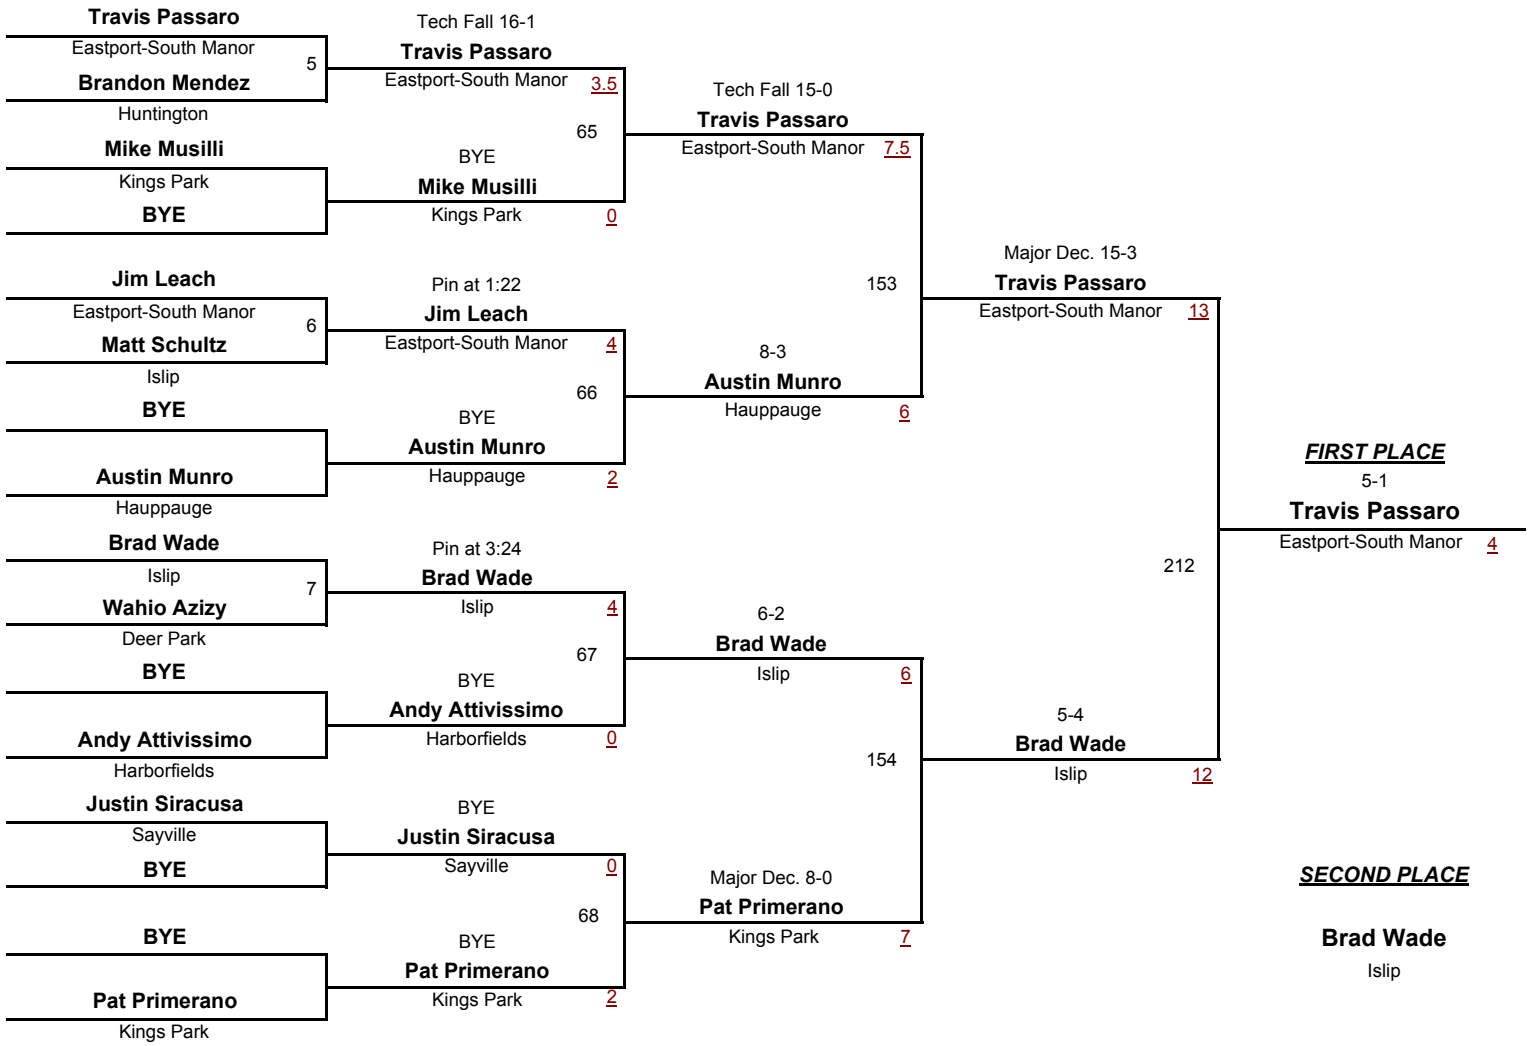 Travis Passaro
Eastport-South Manor
5
Brandon Mendez
Huntington
Mike Musilli
Kings Park
BYE
Jim Leach
Eastport-South Manor
6
Matt Schultz
Islip
BYE
Austin Munro
Hauppauge
Brad Wade
Islip
7
Wahio Azizy
Deer Park
BYE
Andy Attivissimo
Harborfields
Justin Siracusa
Sayville
BYE
BYE
Pat Primerano
Kings Park
Tech Fall 16-1
Travis Passaro
Eastport-South Manor 3.5
65
BYE
Mike Musilli
Kings Park 0
Pin at 1:22
Jim Leach
Eastport-South Manor 4
66
BYE
Austin Munro
Hauppauge 2
Pin at 3:24
Brad Wade
Islip 4
67
BYE
Andy Attivissimo
Harborfields 0
BYE
Justin Siracusa
Sayville 0
68
BYE
Pat Primerano
Kings Park 2
Tech Fall 15-0
Travis Passaro
Eastport-South Manor 7.5
153
8-3
Austin Munro
Hauppauge 6
6-2
Brad Wade
Islip 6
154
Major Dec. 8-0
Pat Primerano
Kings Park 7
Major Dec. 15-3
Travis Passaro
Eastport-South Manor 13
212
5-4
Brad Wade
Islip 12
FIRST PLACE
5-1
Travis Passaro
Eastport-South Manor 4
SECOND PLACE
Brad Wade
Islip